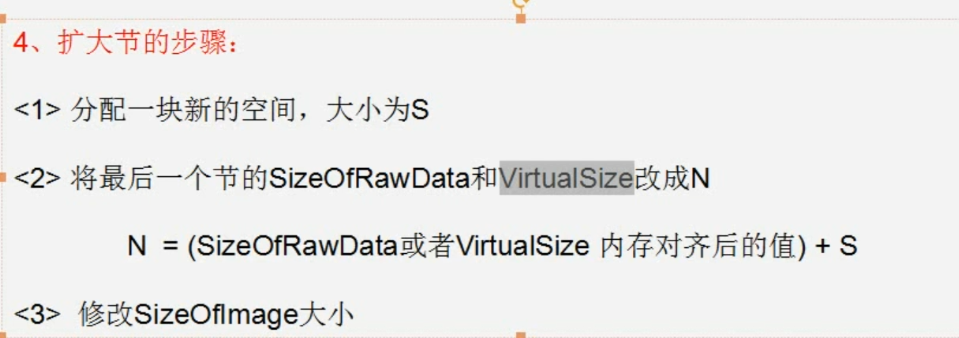 4、扩大节的步骤：
<1> 分配一块新的空间，大小为S
<2> 将最后一个节的SizeOfRawData和VirtualSize改成N
N = (SizeOfRawData或者VirtualSize 内存对齐后的值) + S
<3> 修改SizeOfImage大小